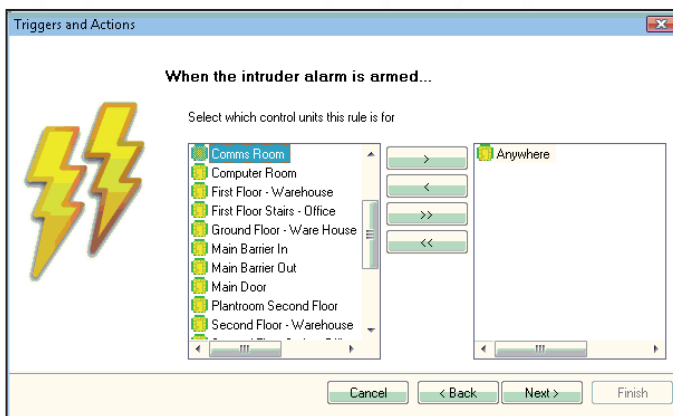 Triggers and Actions
When the intruder alarm is armed...
Select which control units this rule is for
Comms Room
Computer Room
First Floor - Warehouse
First Floor Stairs - Office
Ground Floor - Ware House
Main Barrier In
Main Barrier Out
Main Door
Plantroom Second Floor
Second Floor - Warehouse
>
<
>>
<<
Anywhere
Cancel
< Back
Next >
Finish